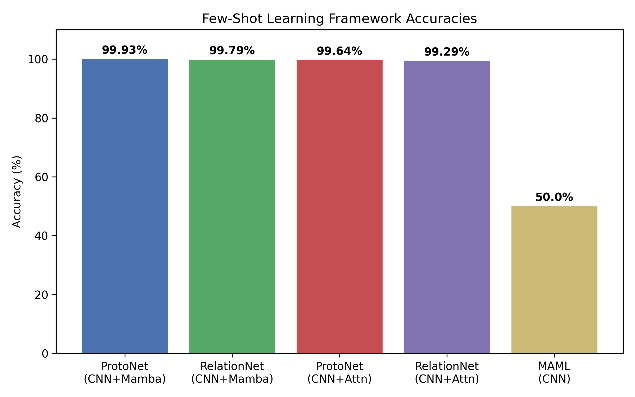 Few-Shot Learning Framework Accuracies
99.93%
99.79%
99.64%
99.29%
50.0%
Accuracy (%)
100
80
60
40
20
0
ProtoNet
(CNN+Mamba)
RelationNet
(CNN+Mamba)
ProtoNet
(CNN+Attn)
RelationNet
(CNN+Attn)
MAML
(CNN)